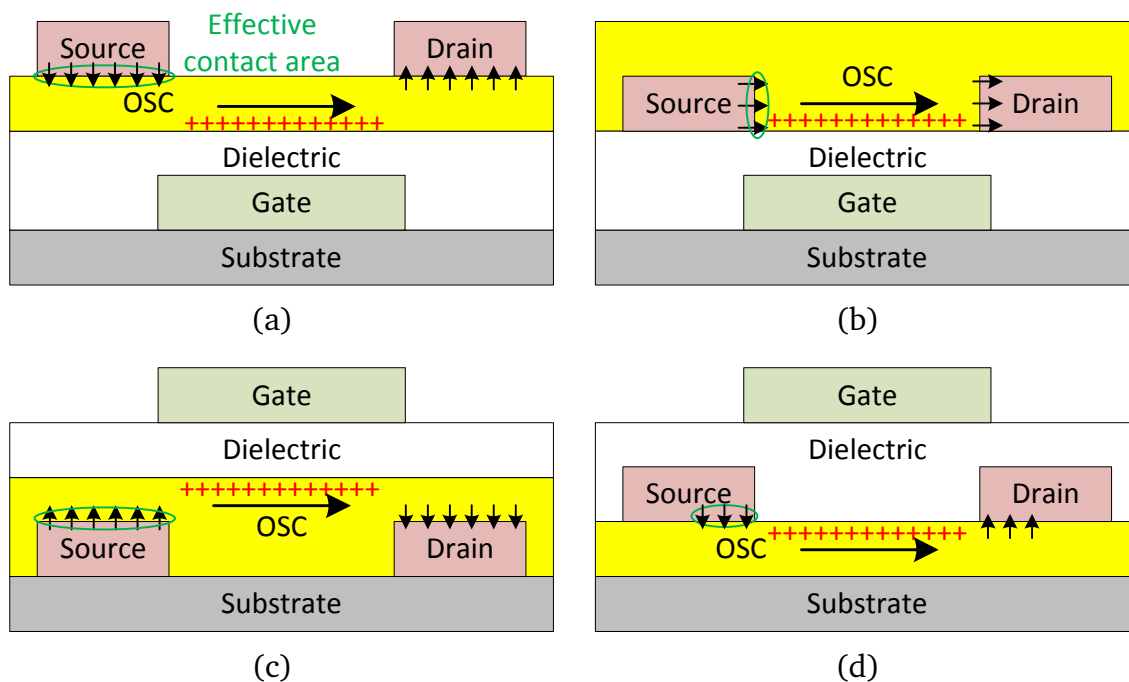 Source
Effective
contact area
Drain
OSC
+++++++++++++
Dielectric
Gate
Substrate
(a)
OSC
Source
Drain
+++++++++++++
Dielectric
Gate
Substrate
(b)
Gate
Dielectric
+++++++++++++
OSC
Source
Drain
Substrate
(c)
Gate
Dielectric
Source
Drain
+++++++++++++
OSC
Substrate
(d)